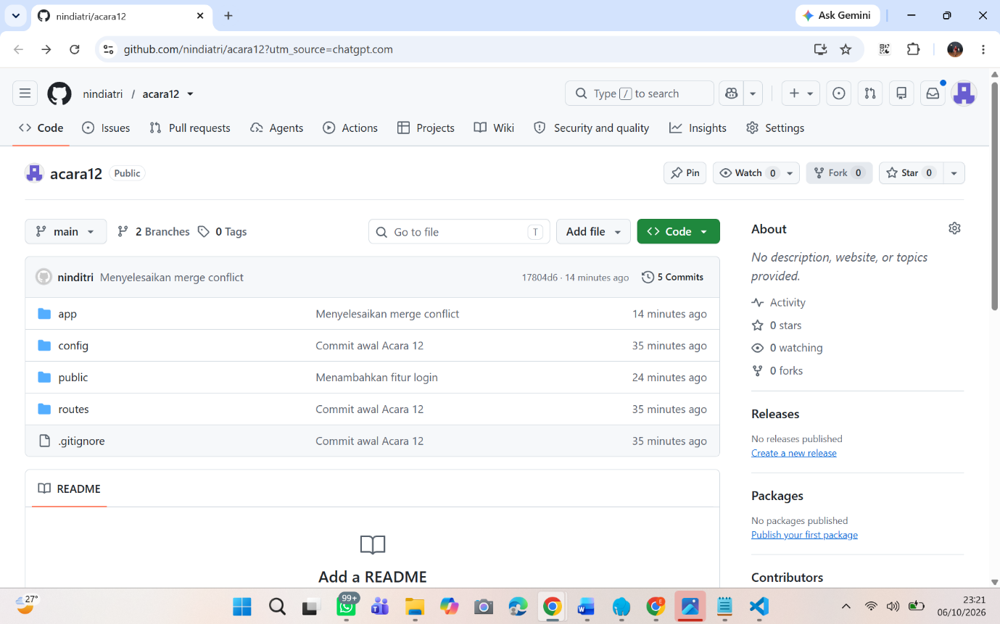 nindiatri/acara12
Ask Gemini
github.com/nindiatri/acara12?utm_source=chatgpt.com
nindiatri / acara12
Type / to search
Code Issues Pull requests Agents Actions Projects Wiki Security and quality Insights Settings
acara12 Public
Pin Watch 0 Fork 0 Star 0
main 2 Branches 0 Tags
Go to file T Add file Code
ninditri Menyelesaikan merge conflict 17804d6 · 14 minutes ago 5 Commits
app Menyelesaikan merge conflict 14 minutes ago
config Commit awal Acara 12 35 minutes ago
public Menambahkan fitur login 24 minutes ago
routes Commit awal Acara 12 35 minutes ago
.gitignore Commit awal Acara 12 35 minutes ago
README
Add a README
About
No description, website, or topics
provided.
Activity
0 stars
0 watching
0 forks
Releases
No releases published
Create a new release
Packages
No packages published
Publish your first package
Contributors
27°
99+
23:21
06/10/2026